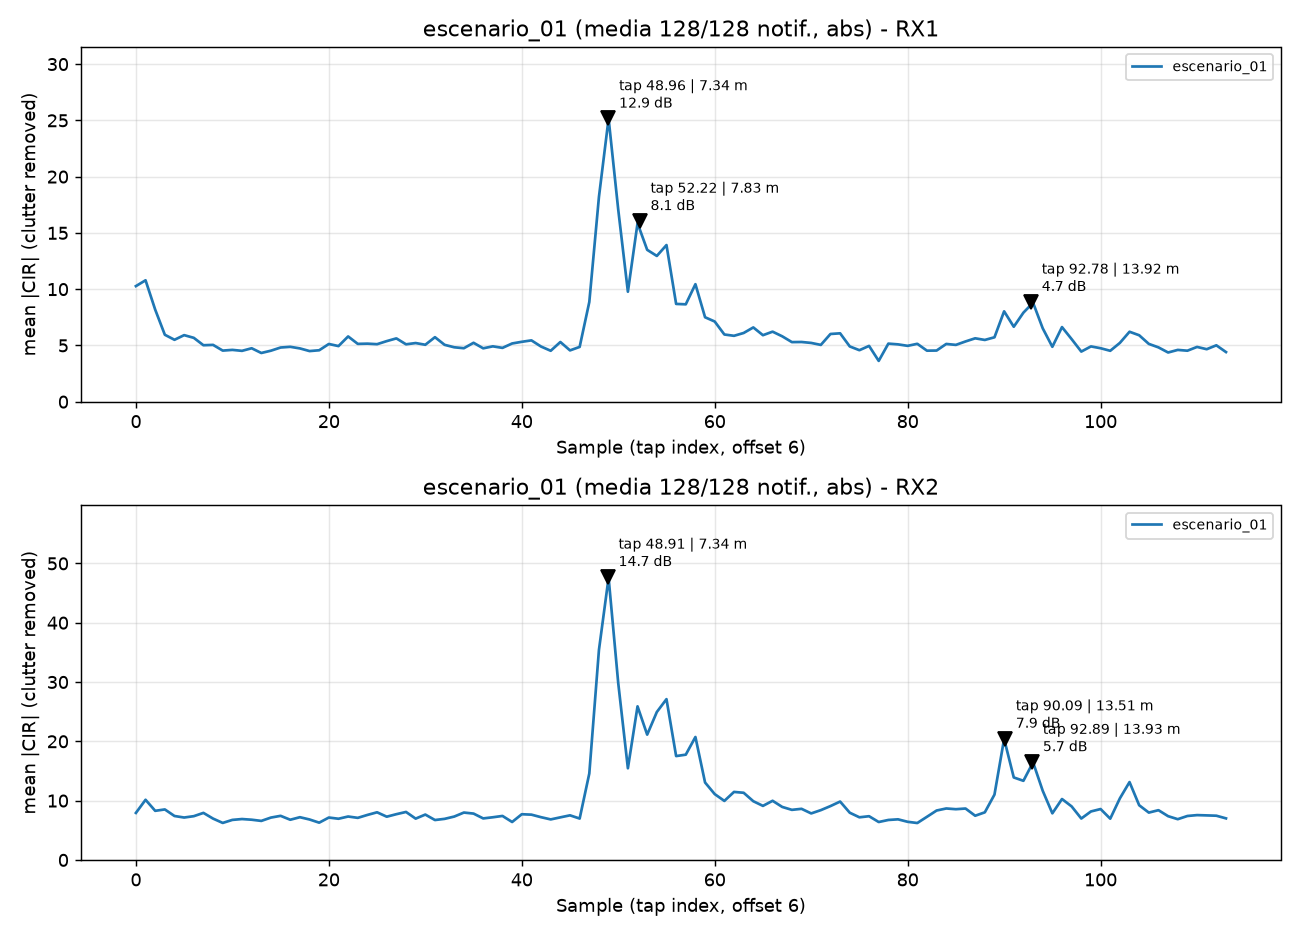 escenario_01 (media 128/128 notif., abs) - RX1
mean |CIR| (clutter removed)
30
25
20
15
10
5
0
escenario_01
tap 48.96 | 7.34 m
12.9 dB
tap 52.22 | 7.83 m
8.1 dB
tap 92.78 | 13.92 m
4.7 dB
0 20 40 60 80 100
Sample (tap index, offset 6)
escenario_01 (media 128/128 notif., abs) - RX2
mean |CIR| (clutter removed)
50
40
30
20
10
0
escenario_01
tap 48.91 | 7.34 m
14.7 dB
tap 90.09 | 13.51 m
7.9 dB
tap 92.89 | 13.93 m
5.7 dB
0 20 40 60 80 100
Sample (tap index, offset 6)